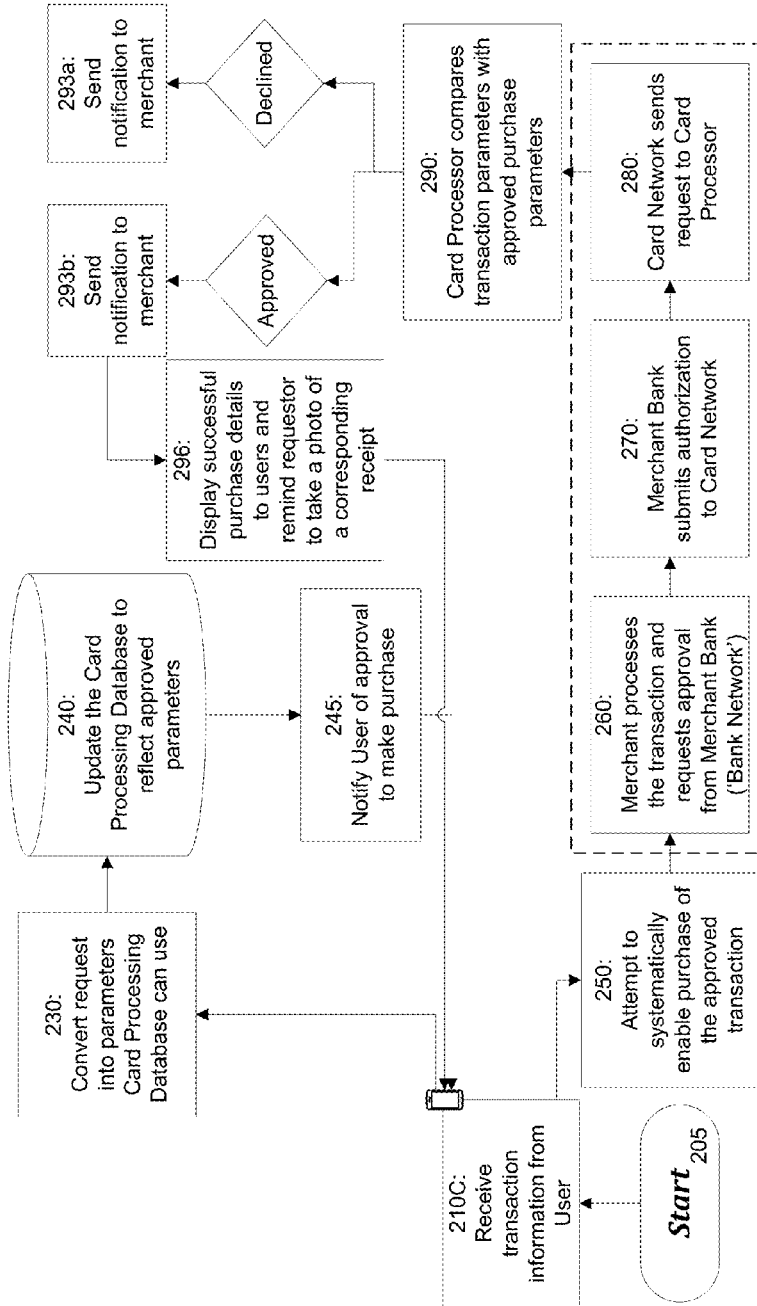 Start
205
210C:
Receive
transaction
information from
User
230:
Convert request
into parameters
Card Processing
Database can use
240:
Update the Card
Processing Database to
reflect approved
parameters
245:
Notify User of approval
to make purchase
250:
Attempt to
systematically
enable purchase of
the approved
transaction
260:
Merchant processes
the transaction and
requests approval
from Merchant Bank
('Bank Network')
270:
Merchant Bank
submits authorization
to Card Network
280:
Card Network sends
request to Card
Processor
290:
Card Processor compares
transaction parameters with
approved purchase
parameters
Approved
Declined
293a:
Send
notification to
merchant
293b:
Send
notification to
merchant
296:
Display successful
purchase details
to users and
remind requestor
to take a photo of
a corresponding
receipt